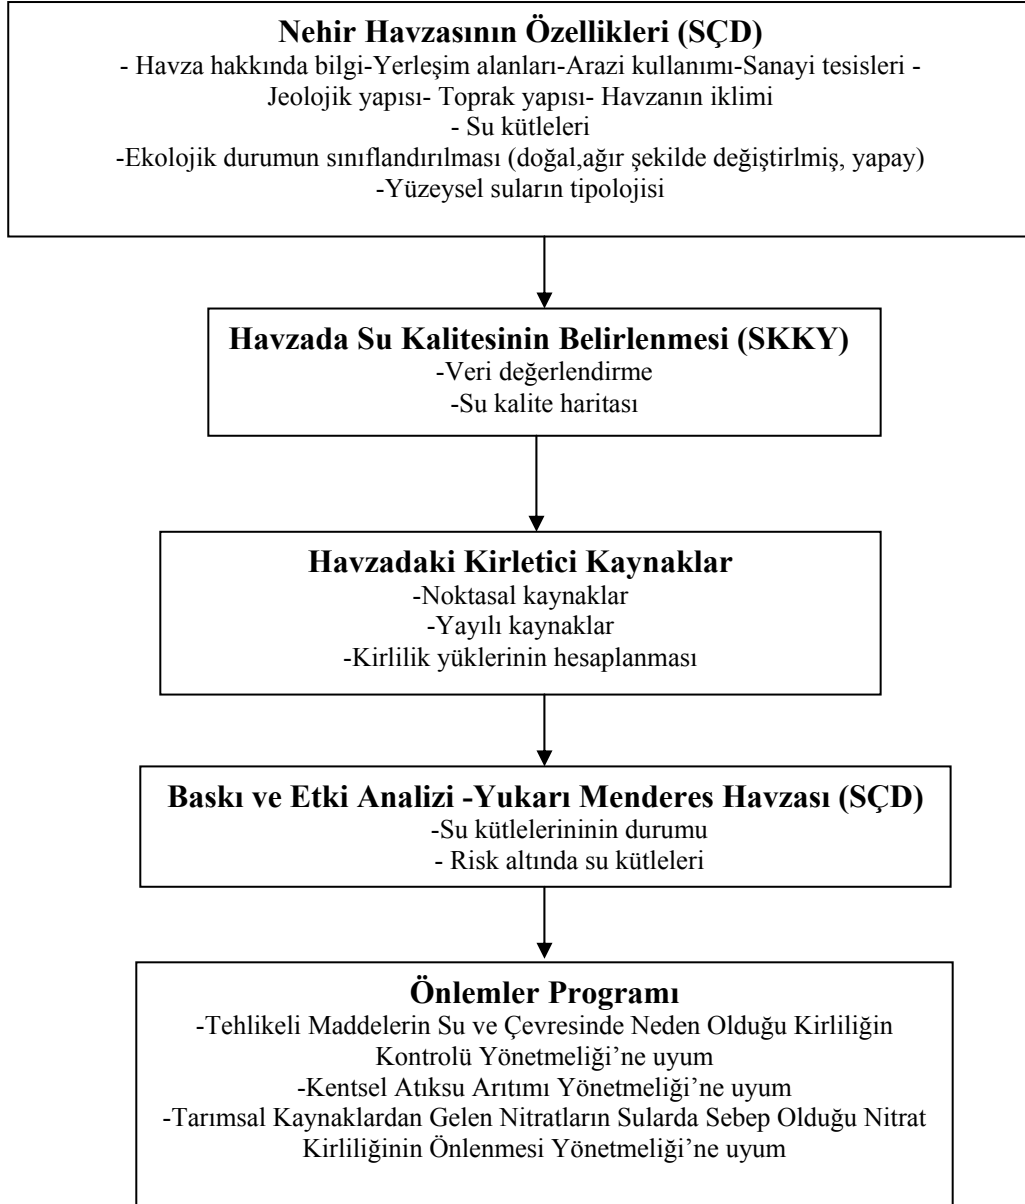 Nehir Havzasının Özellikleri (SÇD)
- Havza hakkında bilgi-Yerleşim alanları-Arazi kullanımı-Sanayi tesisleri -
Jeolojik yapısı- Toprak yapısı- Havzanın iklimi
- Su kütleleri
-Ekolojik durumun sınıflandırılması (doğal,ağır şekilde değiştirlmiş, yapay)
-Yüzeysel suların tipolojisi
Havzada Su Kalitesinin Belirlenmesi (SKKY)
-Veri değerlendirme
-Su kalite haritası
Havzadaki Kirletici Kaynaklar
-Noktasal kaynaklar
-Yayılı kaynaklar
-Kirlilik yüklerinin hesaplanması
Baskı ve Etki Analizi -Yukarı Menderes Havzası (SÇD)
-Su kütlelerininin durumu
- Risk altında su kütleleri
Önlemler Programı
-Tehlikeli Maddelerin Su ve Çevresinde Neden Olduğu Kirliliğin
Kontrolü Yönetmeliği’ne uyum
-Kentsel Atıksu Arıtımı Yönetmeliği’ne uyum
-Tarımsal Kaynaklardan Gelen Nitratların Sularda Sebep Olduğu Nitrat
Kirliliğinin Önlenmesi Yönetmeliği’ne uyum